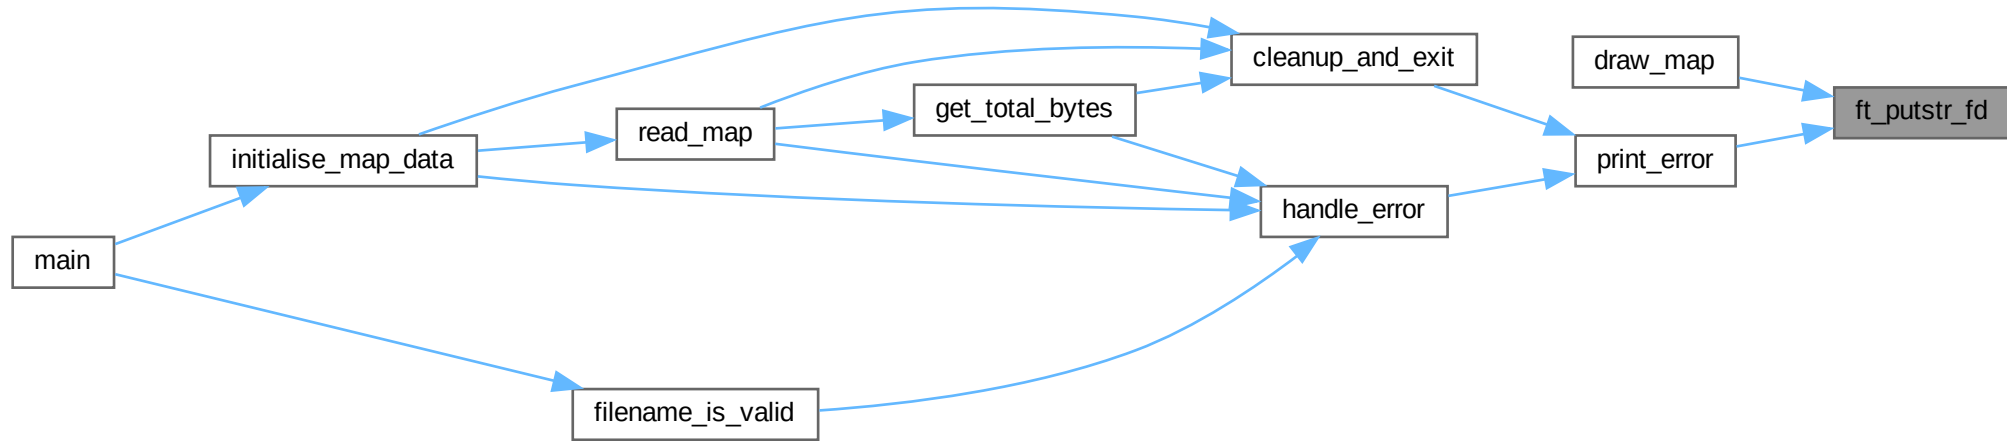 cleanup_and_exit
draw_map
get_total_bytes
ft_putstr_fd
read_map
initialise_map_data
print_error
handle_error
main
filename_is_valid